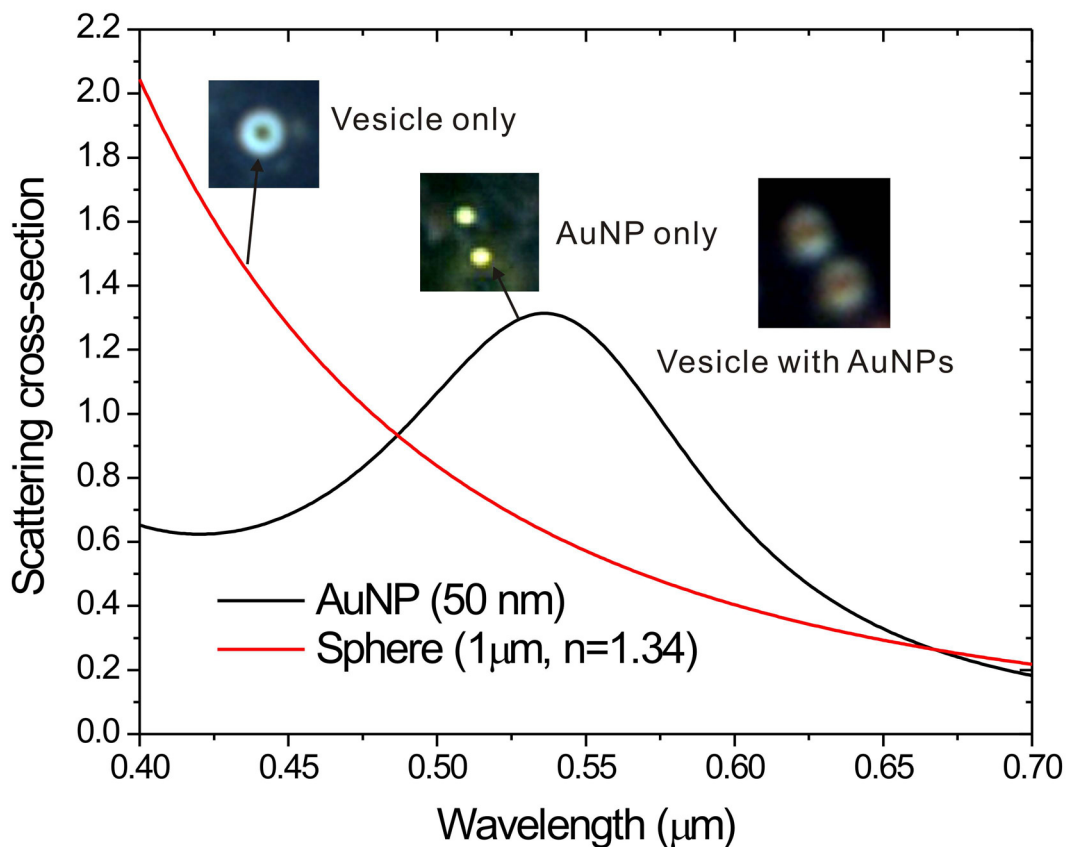 Scattering cross-section
2.2
2.0
1.8
1.6
1.4
1.2
1.0
0.8
0.6
0.4
0.2
0.0
Vesicle only
AuNP only
Vesicle with AuNPs
AuNP (50 nm)
Sphere (1μm, n=1.34)
0.40 0.45 0.50 0.55 0.60 0.65 0.70
Wavelength (μm)